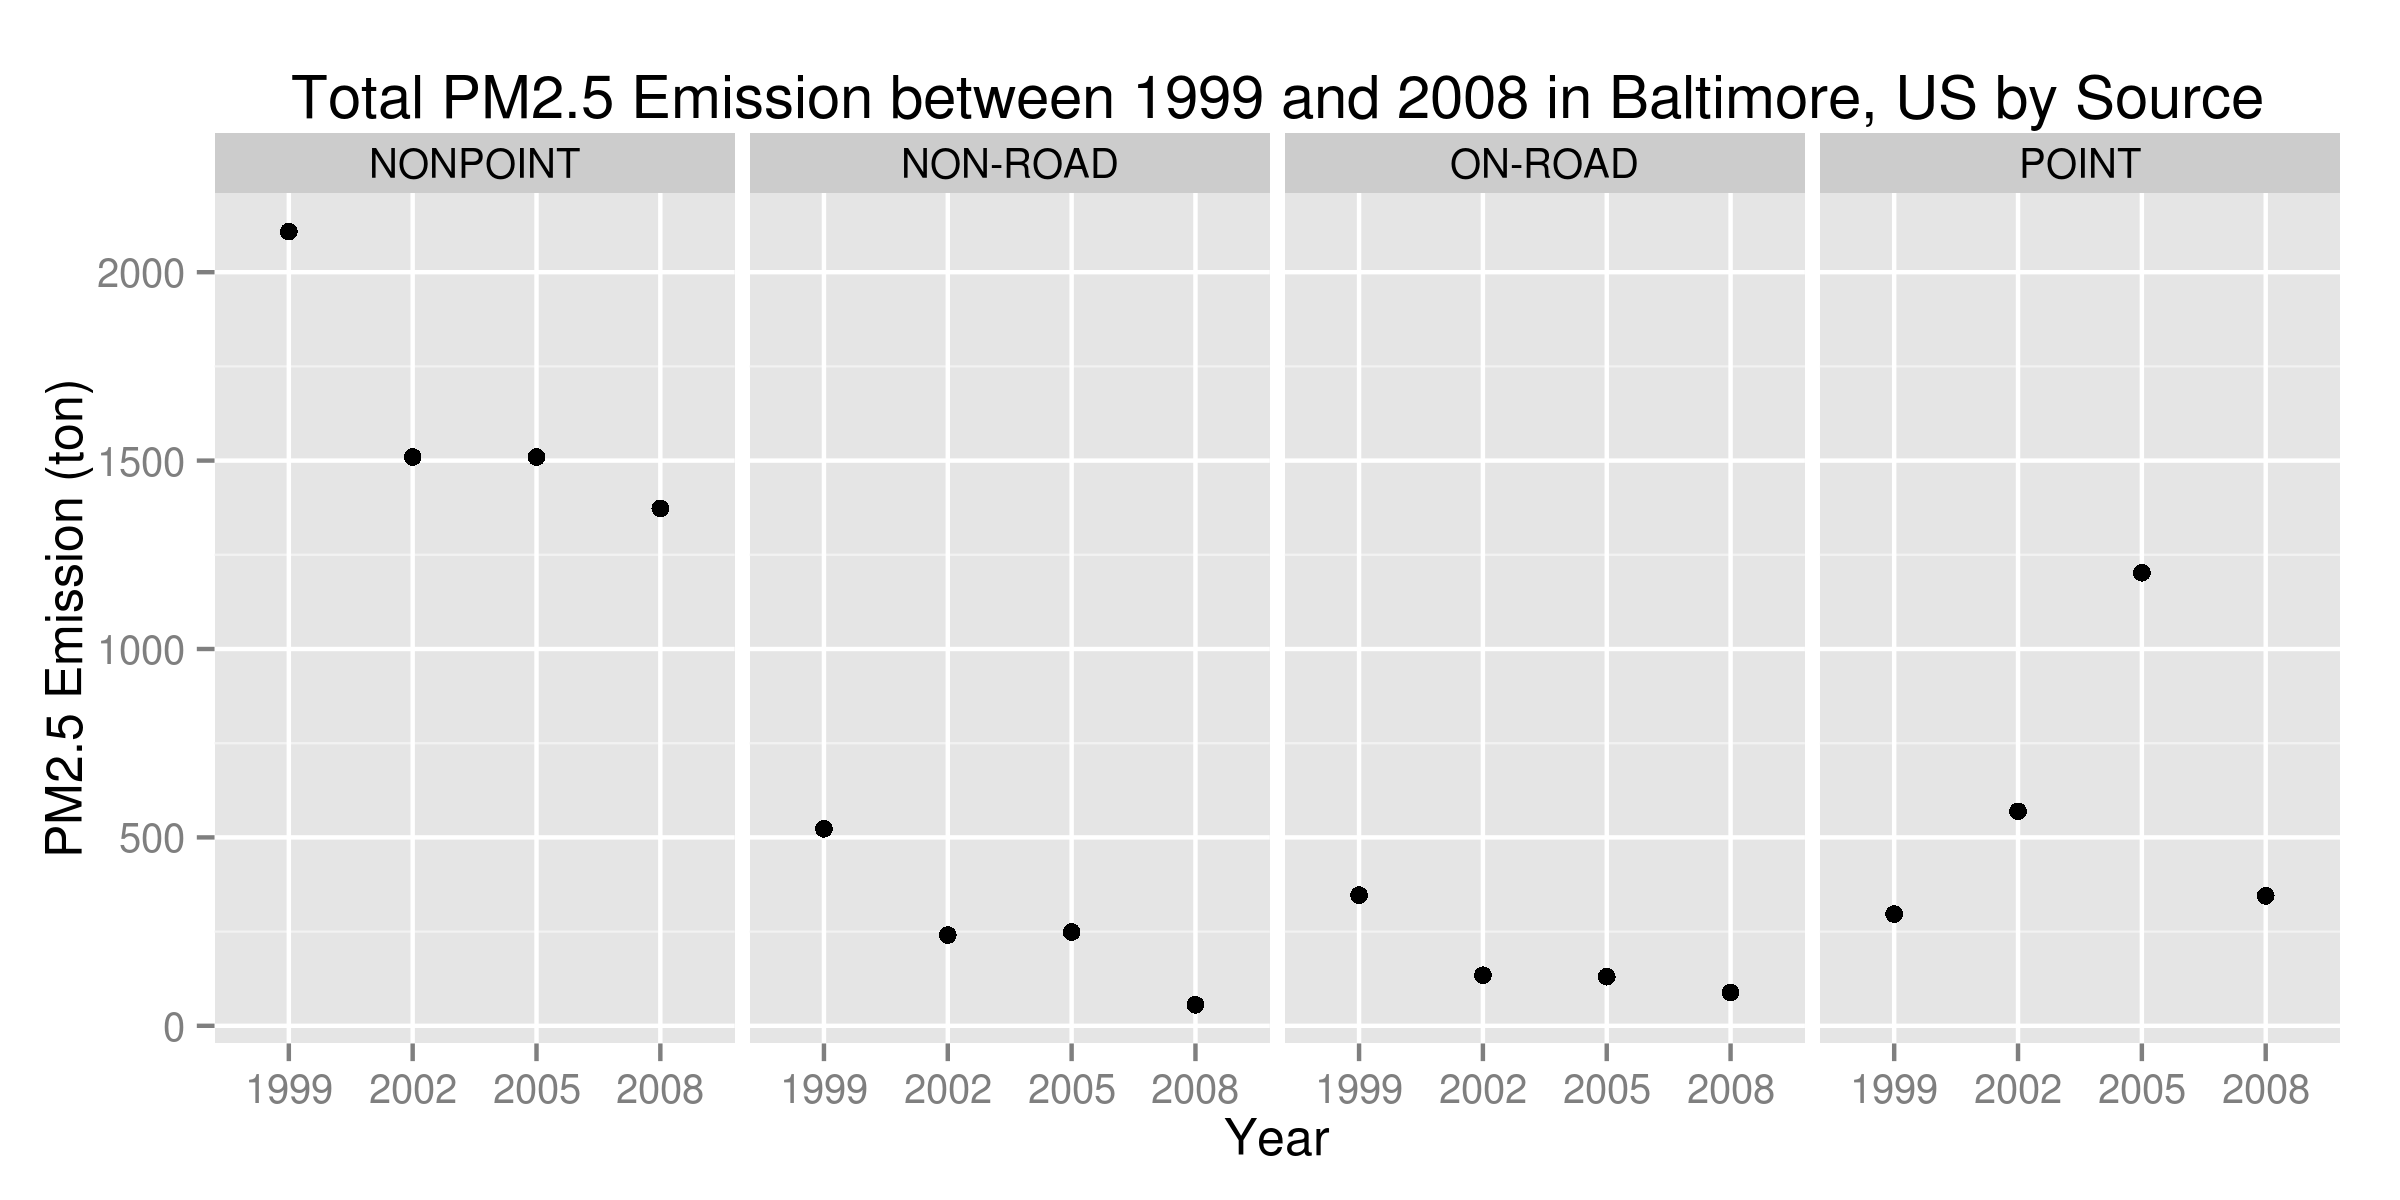 Total PM2.5 Emission between 1999 and 2008 in Baltimore, US by Source
NONPOINT NON-ROAD ON-ROAD POINT
PM2.5 Emission (ton)
2000
1500
1000
500
0
1999 2002 2005 2008 1999 2002 2005 2008 1999 2002 2005 2008 1999 2002 2005 2008
Year